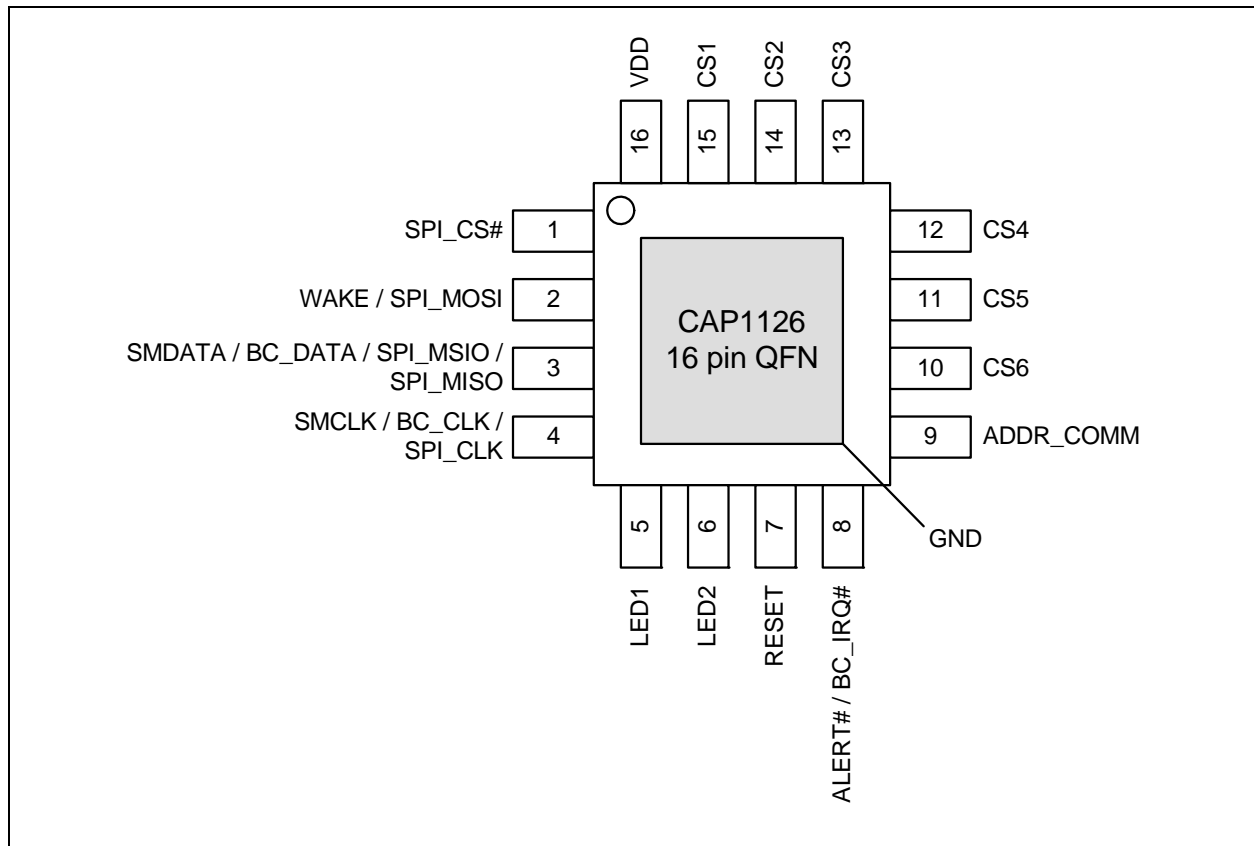 VDD
CS1
CS2
CS3
16
15
14
13
SPI_CS#
1
12
CS4
WAKE / SPI_MOSI
2
11
CS5
SMDATA / BC_DATA / SPI_MSIO /
SPI_MISO
3
10
CS6
SMCLK / BC_CLK /
SPI_CLK
4
9
ADDR_COMM
CAP1126
16 pin QFN
5
6
7
8
GND
LED1
LED2
RESET
ALERT# / BC_IRQ#